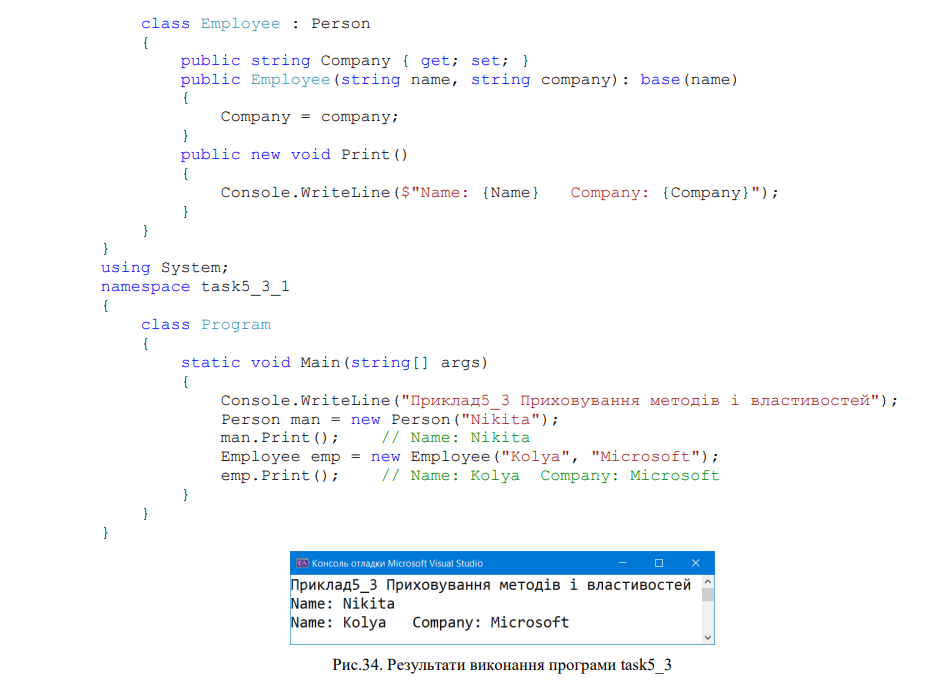 class Employee : Person
{
public string Company { get; set; }
public Employee(string name, string company): base(name)
{
Company = company;
}
public new void Print()
{
Console.WriteLine($"Name: {Name}   Company: {Company}");
}
}
}
using System;
namespace task5_3_1
{
class Program
{
static void Main(string[] args)
{
Console.WriteLine("Приклад5_3 Приховування методів і властивостей");
Person man = new Person("Nikita");
man.Print();    // Name: Nikita
Employee emp = new Employee("Kolya", "Microsoft");
emp.Print();    // Name: Kolya  Company: Microsoft
}
}
}
Консоль отладки Microsoft Visual Studio
Приклад5_3 Приховування методів і властивостей
Name: Nikita
Name: Kolya   Company: Microsoft
Рис.34. Результати виконання програми task5_3